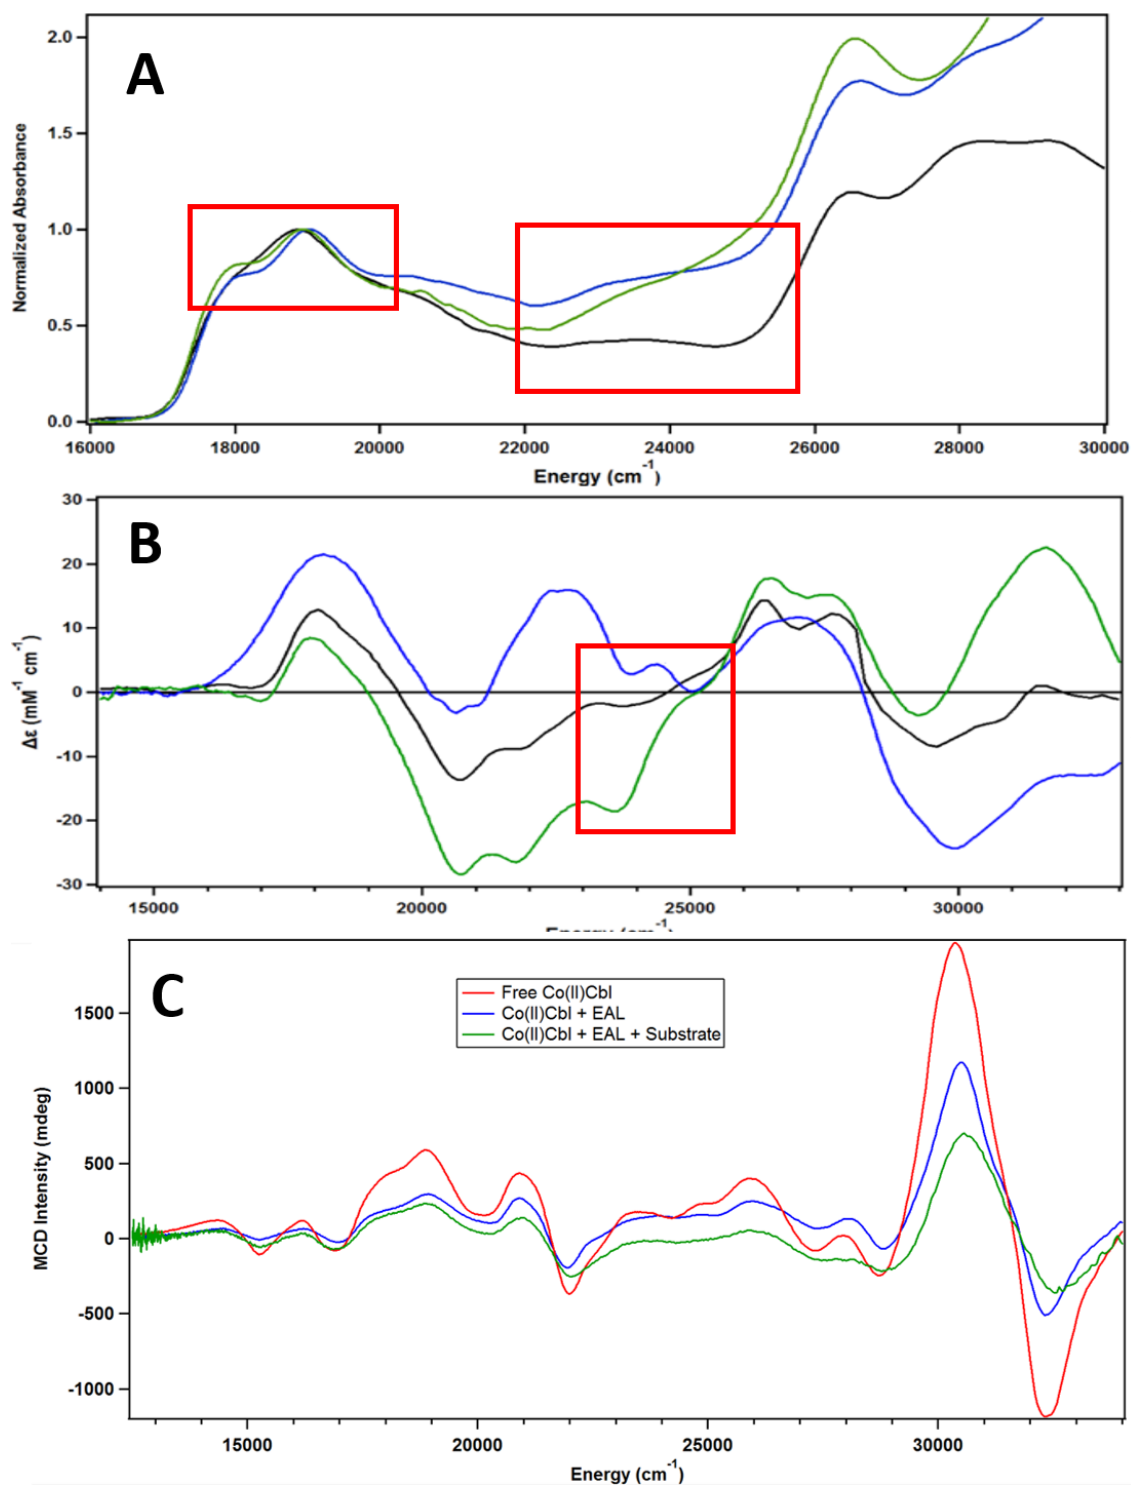 A
2.0
1.5
1.0
0.5
0.0
Normalized Absorbance
16000 18000 20000 22000 24000 26000 28000 30000
Energy (cm-1)
B
30
20
10
0
-10
-20
-30
Δε (mM-1 cm-1)
15000 20000 25000 30000
Energy (cm-1)
C
Free Co(II)Cbl
Co(II)Cbl + EAL
Co(II)Cbl + EAL + Substrate
1500
1000
500
0
-500
-1000
MCD Intensity (mdeg)
15000 20000 25000 30000
Energy (cm-1)